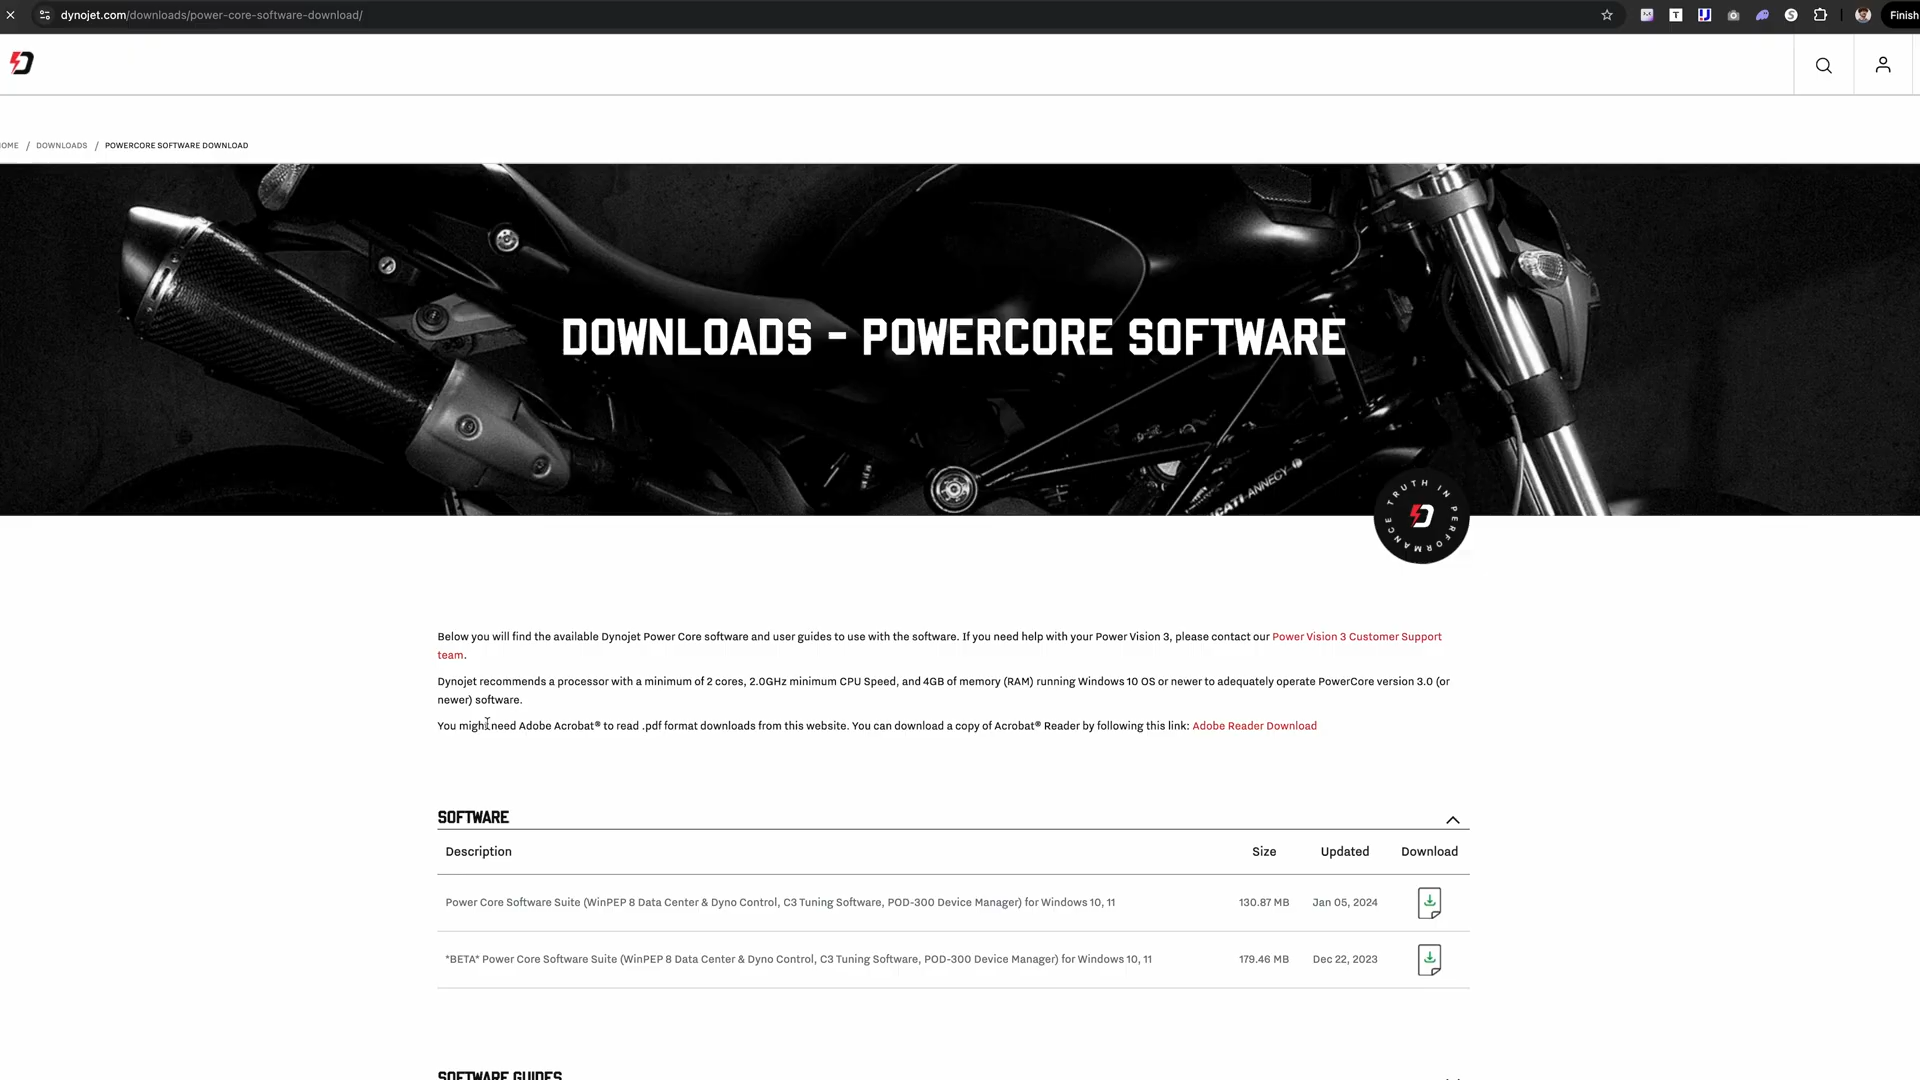 dynojet.com/downloads/power-core-software-download/
Finish
OME / DOWNLOADS / POWERCORE SOFTWARE DOWNLOAD
DOWNLOADS - POWERCORE SOFTWARE
TRUTH IN PERFORMANCE
UCATI-ANNECY
Below you will find the available Dynojet Power Core software and user guides to use with the software. If you need help with your Power Vision 3, please contact our Power Vision 3 Customer Support
team.
Dynojet recommends a processor with a minimum of 2 cores, 2.0GHz minimum CPU Speed, and 4GB of memory (RAM) running Windows 10 OS or newer to adequately operate PowerCore version 3.0 (or
newer) software.
You might need Adobe Acrobat® to read .pdf format downloads from this website. You can download a copy of Acrobat® Reader by following this link: Adobe Reader Download
SOFTWARE
Description Size Updated Download
Power Core Software Suite (WinPEP 8 Data Center & Dyno Control, C3 Tuning Software, POD-300 Device Manager) for Windows 10, 11 130.87 MB Jan 05, 2024
*BETA* Power Core Software Suite (WinPEP 8 Data Center & Dyno Control, C3 Tuning Software, POD-300 Device Manager) for Windows 10, 11 179.46 MB Dec 22, 2023
SOFTWARE GUIDES